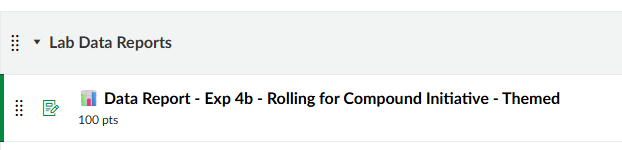 Lab Data Reports
Data Report - Exp 4b - Rolling for Compound Initiative - Themed
100 pts